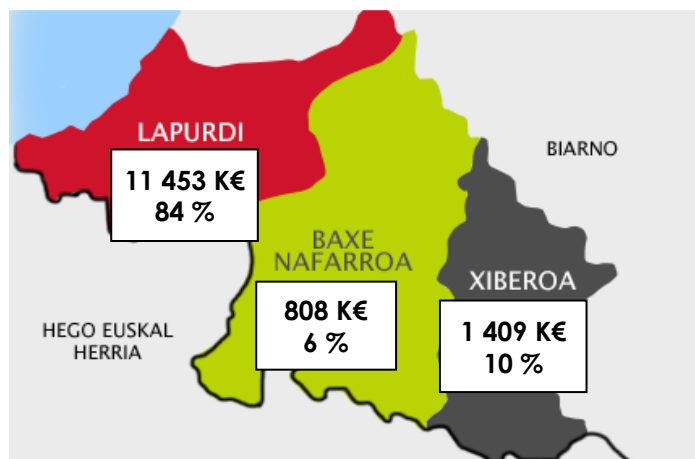 LAPURDI
11 453 K€
84 %
BIARNO
BAXE
NAFARROA
808 K€
6 %
XIBEROA
1 409 K€
10 %
HEGO EUSKAL
HERRIA